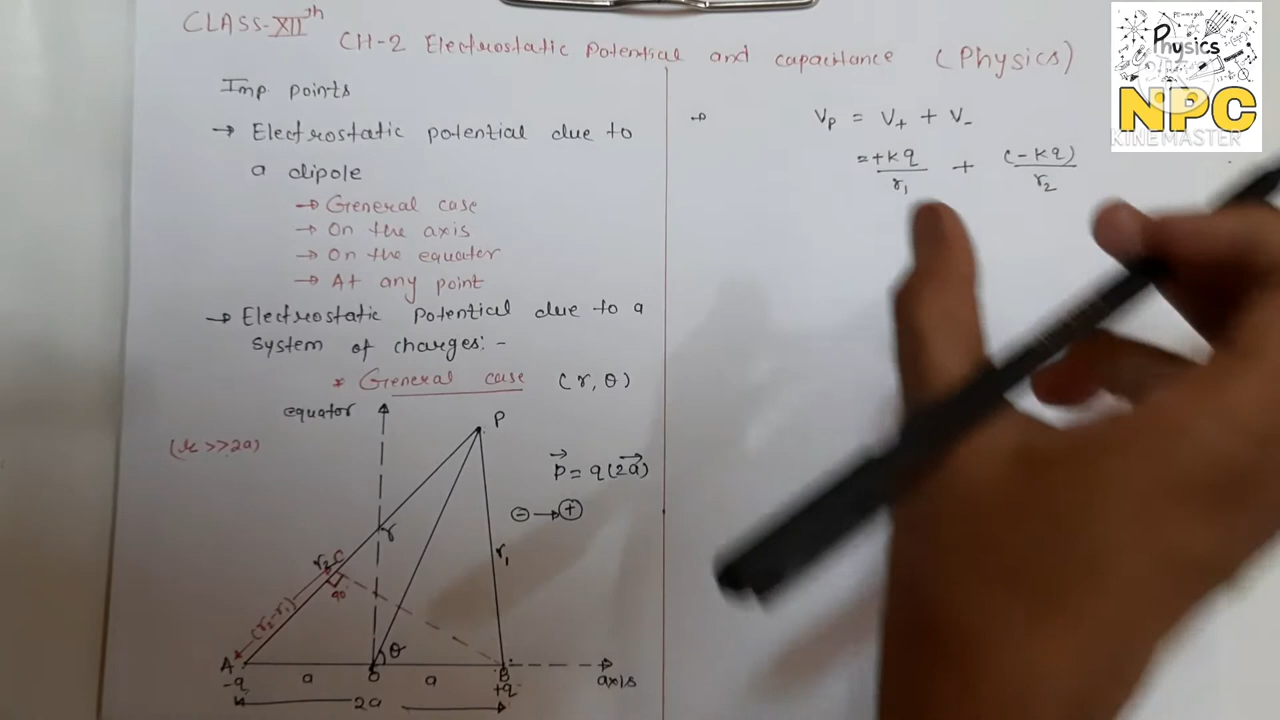 CLASS-XIIth
CH-2 Electrostatic Potential and capacitance (Physics)
Imp. points
→ Electrostatic potential due to
a dipole
→ General case
→ On the axis
→ On the equator
→ At any point
→ Electrostatic Potential due to a
system of charges:-
* General case (r, θ)
equator
(r >> 2a)
P
p⃗ = q(2a⃗)
⊖→⊕
r
r₁
r₂ C
90°
(r₂-r₁)
θ
A O B
-q a a +q
axis
2a
→ Vp = V₊ + V₋
= +kq/r₁ + (-kq)/r₂
Physics
NPC
KINEMASTER